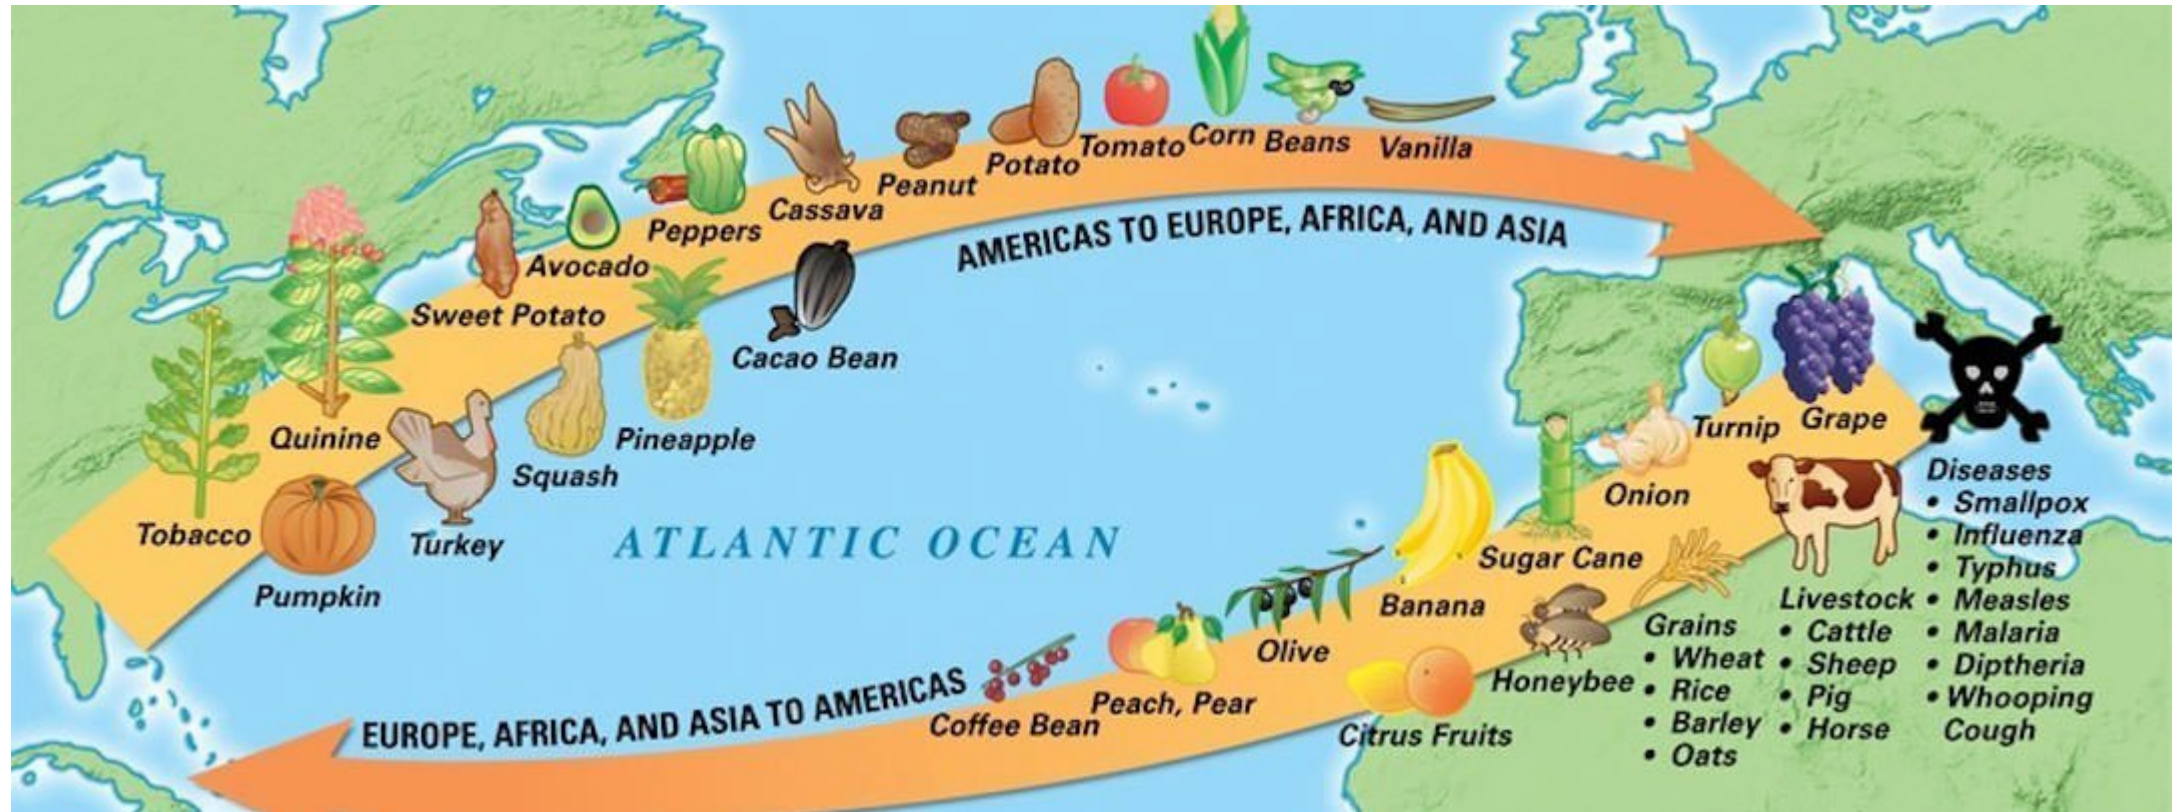 Corn
Beans
Vanilla
Tomato
Potato
Peanut
Cassava
Peppers
Avocado
Sweet Potato
AMERICAS TO EUROPE, AFRICA, AND ASIA
Cacao Bean
Quinine
Pineapple
Squash
Tobacco
Turkey
Pumpkin
ATLANTIC OCEAN
Grape
Turnip
Onion
Sugar Cane
Banana
Olive
Peach, Pear
Coffee Bean
Citrus Fruits
Honeybee
Grains
• Wheat
• Rice
• Barley
• Oats
Livestock
• Cattle
• Sheep
• Pig
• Horse
Diseases
• Smallpox
• Influenza
• Typhus
• Measles
• Malaria
• Diptheria
• Whooping
Cough
EUROPE, AFRICA, AND ASIA TO AMERICAS